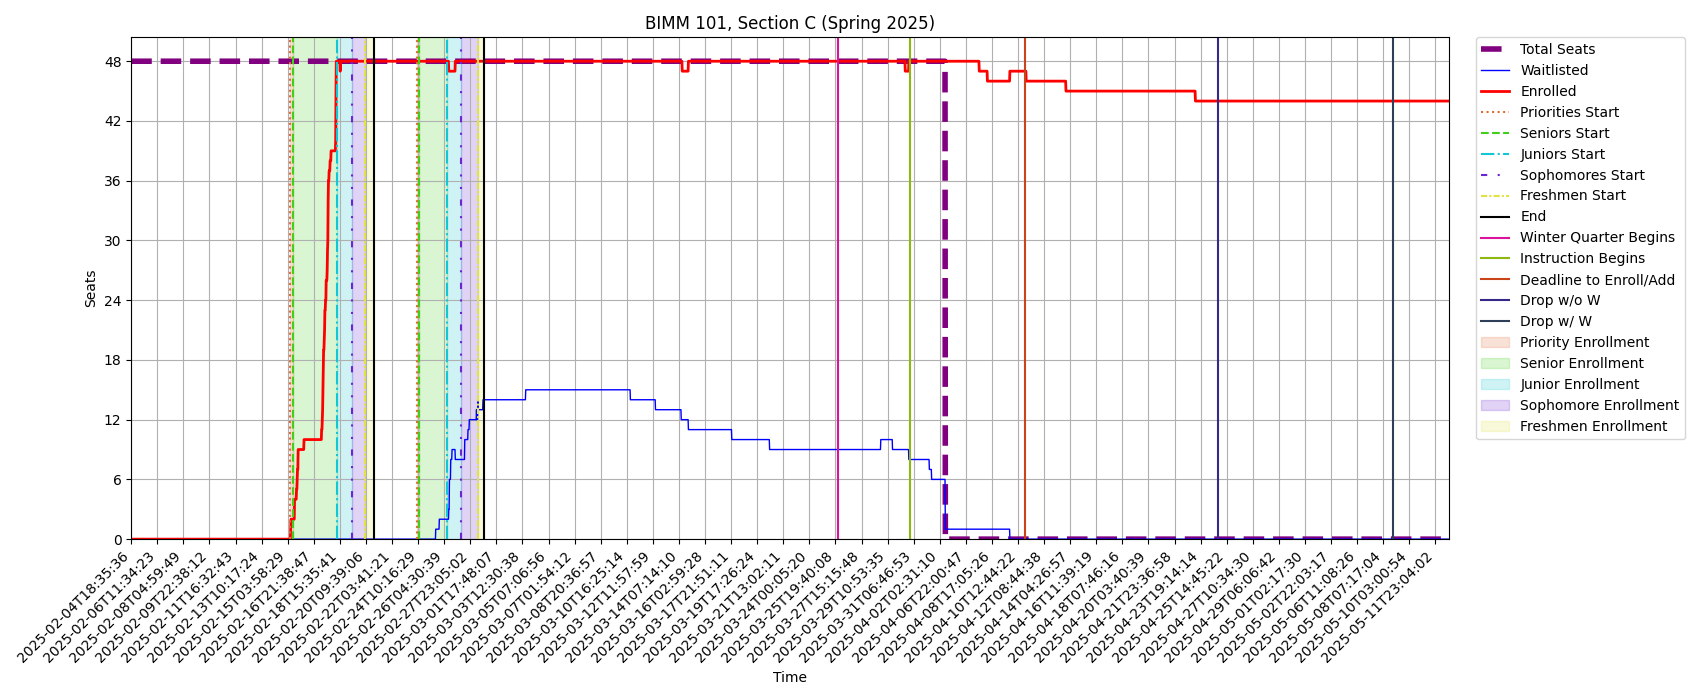 BIMM 101, Section C (Spring 2025)
Seats
48
42
36
30
24
18
12
6
0
2025-02-04T18:35:36
2025-02-06T11:34:23
2025-02-08T04:59:49
2025-02-09T22:38:12
2025-02-11T16:32:43
2025-02-13T10:17:24
2025-02-15T03:58:29
2025-02-16T21:38:47
2025-02-18T15:35:41
2025-02-20T09:39:06
2025-02-22T03:41:21
2025-02-24T10:16:29
2025-02-26T04:30:39
2025-02-27T23:05:02
2025-03-01T17:48:07
2025-03-03T12:30:38
2025-03-05T07:06:56
2025-03-07T01:54:12
2025-03-08T20:36:57
2025-03-10T16:25:14
2025-03-12T11:57:59
2025-03-14T07:14:10
2025-03-16T02:59:28
2025-03-17T21:51:11
2025-03-19T17:26:24
2025-03-21T13:02:11
2025-03-24T00:05:20
2025-03-25T19:40:08
2025-03-27T15:15:48
2025-03-29T10:53:35
2025-03-31T06:46:53
2025-04-02T02:31:10
2025-04-06T22:00:47
2025-04-08T17:05:26
2025-04-10T12:44:22
2025-04-12T08:44:38
2025-04-14T04:26:57
2025-04-16T11:39:19
2025-04-18T07:46:16
2025-04-20T03:40:39
2025-04-21T23:36:58
2025-04-23T19:14:14
2025-04-25T14:45:22
2025-04-27T10:34:30
2025-04-29T06:06:42
2025-05-01T02:17:30
2025-05-02T22:03:17
2025-05-06T11:08:26
2025-05-08T07:17:04
2025-05-10T03:00:54
2025-05-11T23:04:02
Time
Total Seats
Waitlisted
Enrolled
Priorities Start
Seniors Start
Juniors Start
Sophomores Start
Freshmen Start
End
Winter Quarter Begins
Instruction Begins
Deadline to Enroll/Add
Drop w/o W
Drop w/ W
Priority Enrollment
Senior Enrollment
Junior Enrollment
Sophomore Enrollment
Freshmen Enrollment